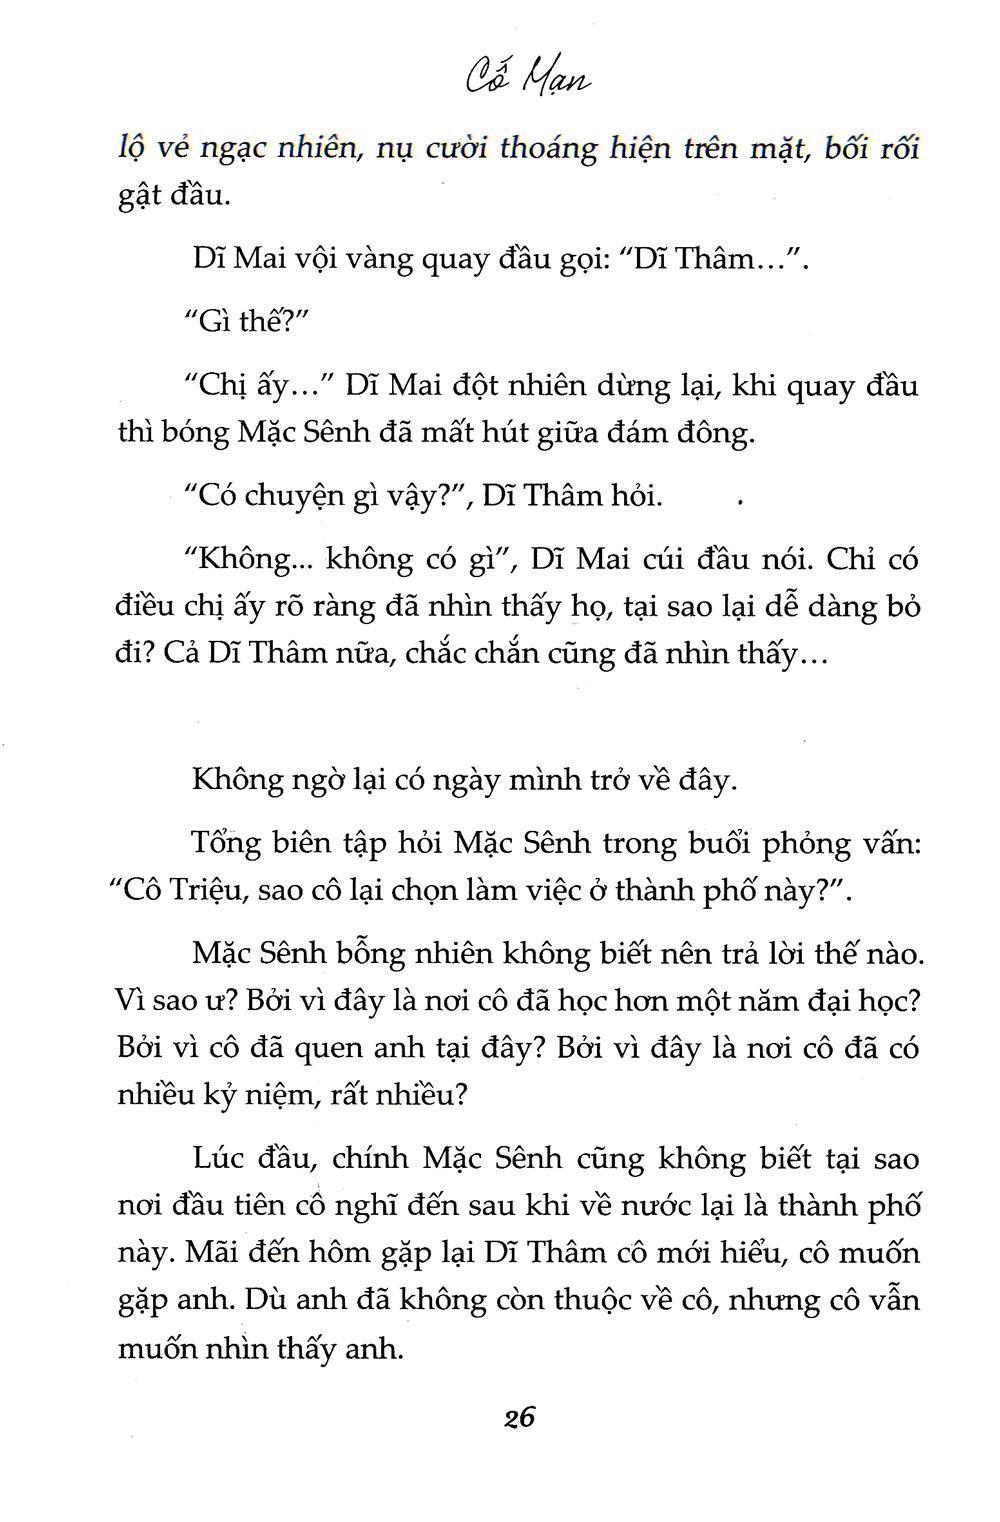 Cố Mạn
lộ vẻ ngạc nhiên, nụ cười thoáng hiện trên mặt, bối rối
gật đầu.
Dĩ Mai vội vàng quay đầu gọi: “Dĩ Thâm…”.
“Gì thế?”
“Chị ấy…” Dĩ Mai đột nhiên dừng lại, khi quay đầu
thì bóng Mặc Sênh đã mất hút giữa đám đông.
“Có chuyện gì vậy?”, Dĩ Thâm hỏi.
“Không... không có gì”, Dĩ Mai cúi đầu nói. Chỉ có
điều chị ấy rõ ràng đã nhìn thấy họ, tại sao lại dễ dàng bỏ
đi? Cả Dĩ Thâm nữa, chắc chắn cũng đã nhìn thấy…
Không ngờ lại có ngày mình trở về đây.
Tổng biên tập hỏi Mặc Sênh trong buổi phỏng vấn:
“Cô Triệu, sao cô lại chọn làm việc ở thành phố này?”.
Mặc Sênh bỗng nhiên không biết nên trả lời thế nào.
Vì sao ư? Bởi vì đây là nơi cô đã học hơn một năm đại học?
Bởi vì cô đã quen anh tại đây? Bởi vì đây là nơi cô đã có
nhiều kỷ niệm, rất nhiều?
Lúc đầu, chính Mặc Sênh cũng không biết tại sao
nơi đầu tiên cô nghĩ đến sau khi về nước lại là thành phố
này. Mãi đến hôm gặp lại Dĩ Thâm cô mới hiểu, cô muốn
gặp anh. Dù anh đã không còn thuộc về cô, nhưng cô vẫn
muốn nhìn thấy anh.
26